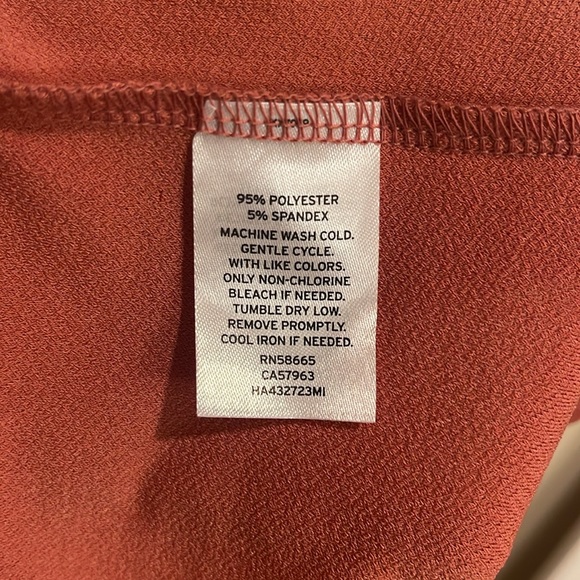 95% POLYESTER
5% SPANDEX
MACHINE WASH COLD.
GENTLE CYCLE.
WITH LIKE COLORS.
ONLY NON-CHLORINE
BLEACH IF NEEDED.
TUMBLE DRY LOW.
REMOVE PROMPTLY.
COOL IRON IF NEEDED.
RN58665
CA57963
HA432723MI